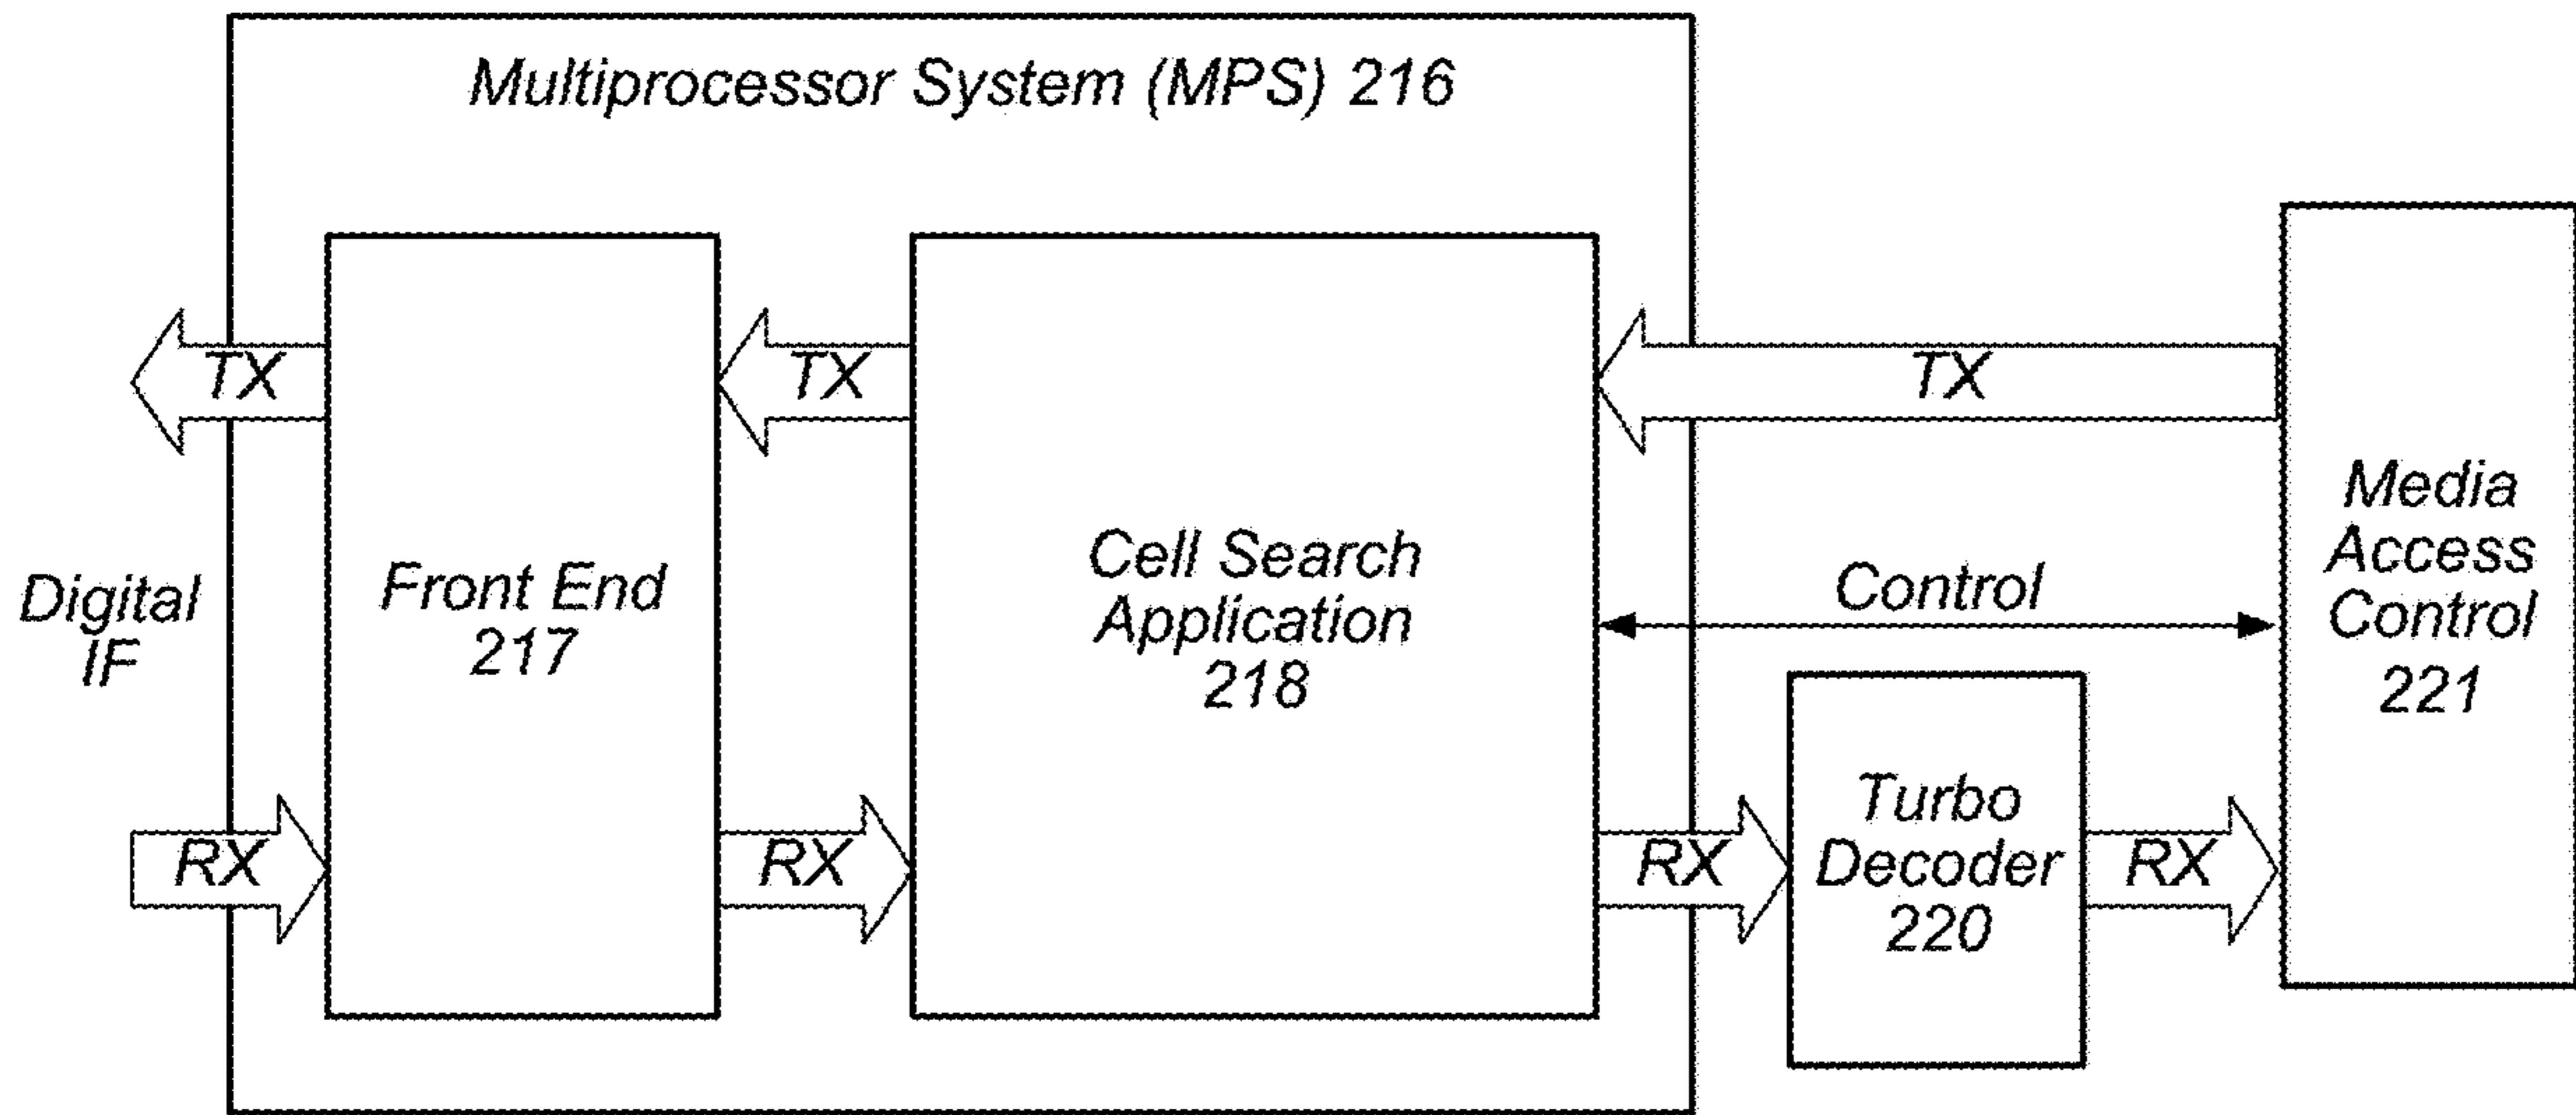 Multiprocessor System (MPS) 216
TX
TX
TX
Digital
IF
Front End
217
Cell Search
Application
218
Control
Media
Access
Control
221
RX
RX
RX
Turbo
Decoder
220
RX